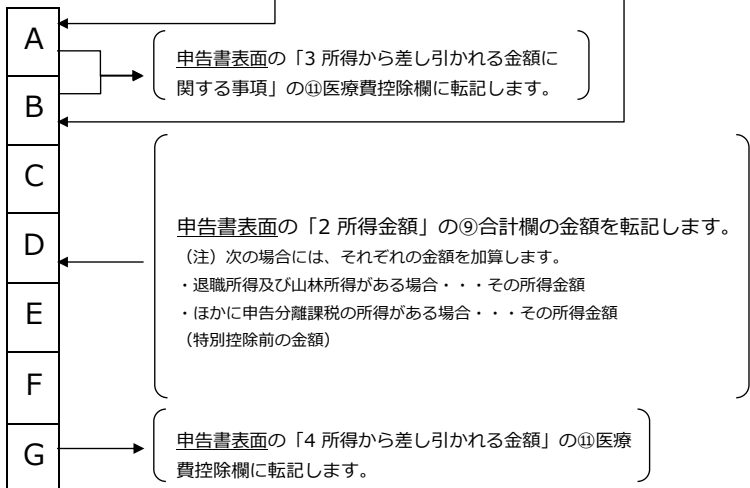 A
申告書表面の「3 所得から差し引かれる金額に
関する事項」の⑪医療費控除欄に転記します。
B
C
申告書表面の「2 所得金額」の⑨合計欄の金額を転記します。
（注）次の場合には、それぞれの金額を加算します。
・退職所得及び山林所得がある場合・・・その所得金額
・ほかに申告分離課税の所得がある場合・・・その所得金額
（特別控除前の金額）
D
E
F
G
申告書表面の「4 所得から差し引かれる金額」の⑪医療
費控除欄に転記します。